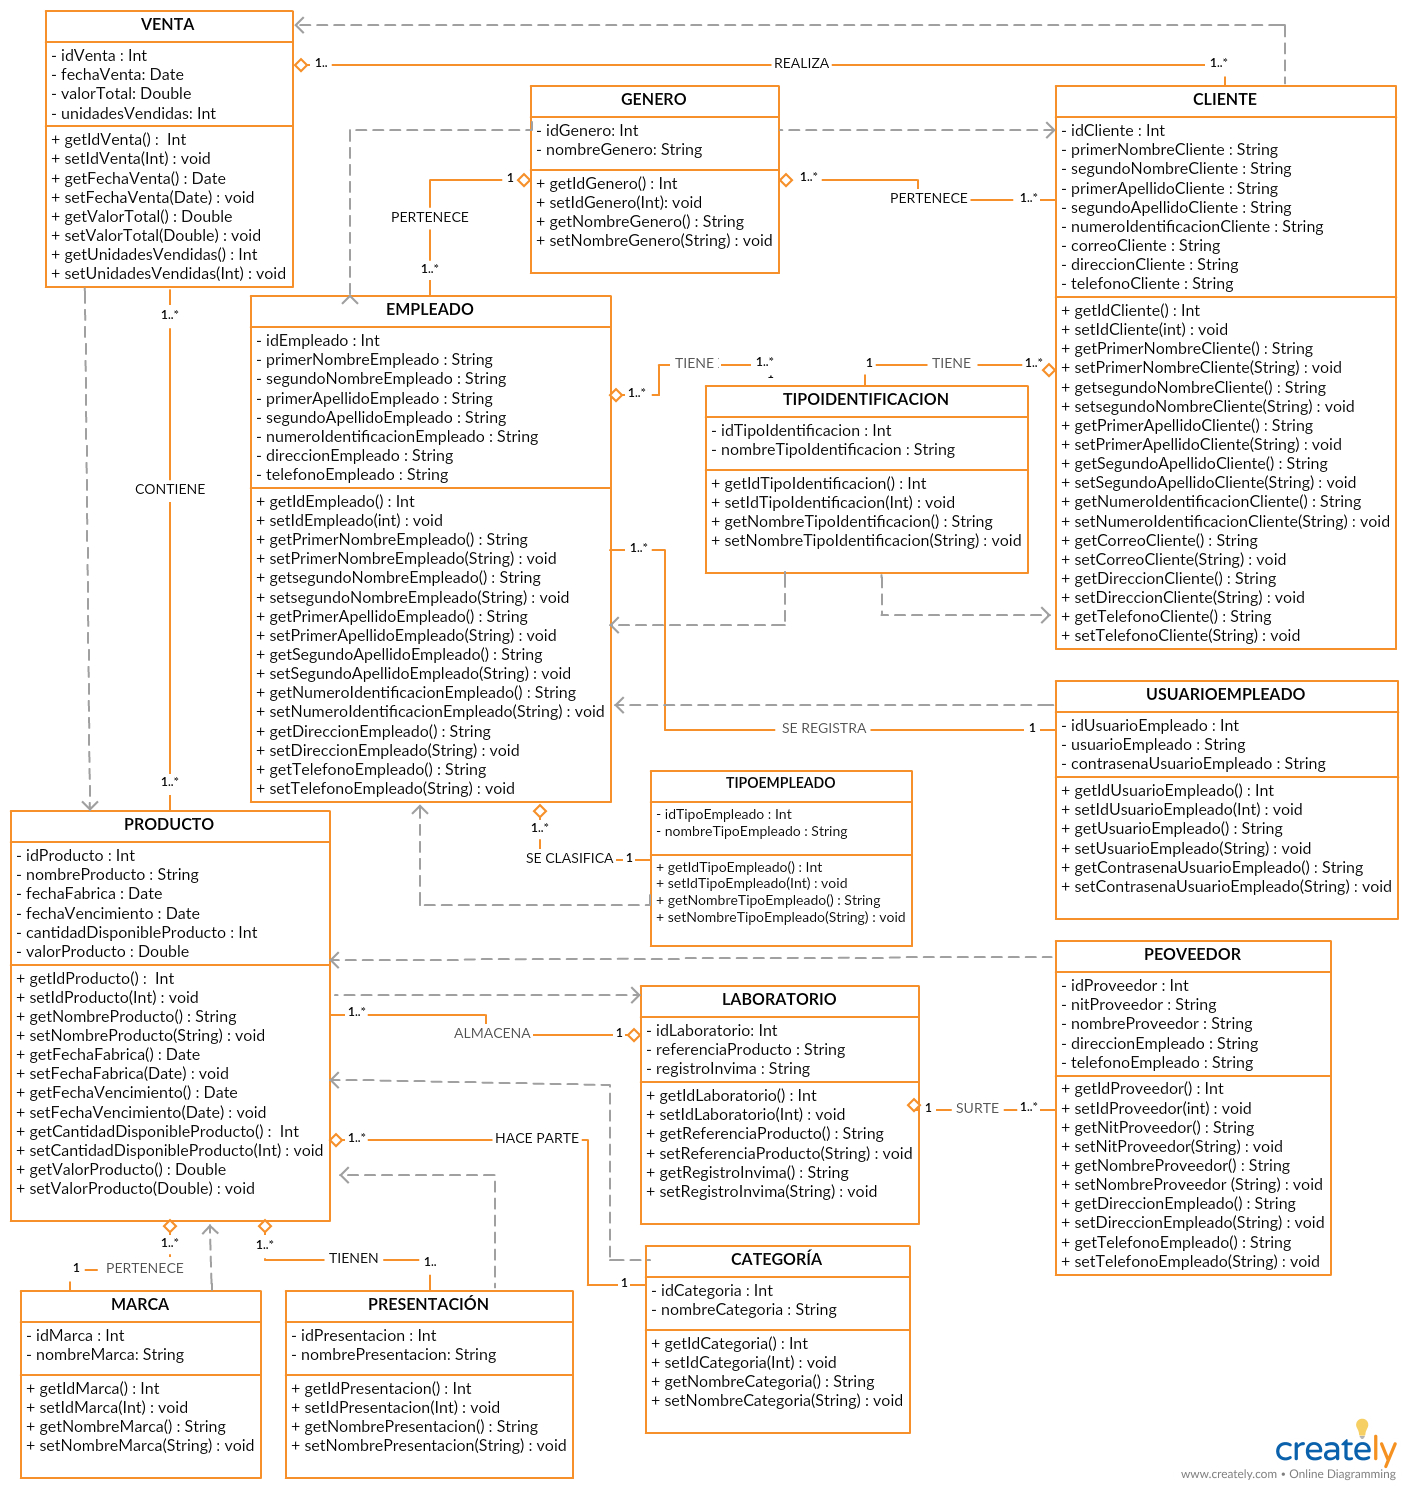 VENTA
- idVenta : Int
- fechaVenta: Date
- valorTotal: Double
- unidadesVendidas: Int
+ getIdVenta() :  Int
+ setIdVenta(Int) : void
+ getFechaVenta() : Date
+ setFechaVenta(Date) : void
+ getValorTotal() : Double
+ setValorTotal(Double) : void
+ getUnidadesVendidas() : Int
+ setUnidadesVendidas(Int) : void
1..
REALIZA
1..*
GENERO
- idGenero: Int
- nombreGenero: String
+ getIdGenero() : Int
+ setIdGenero(Int): void
+ getNombreGenero() : String
+ setNombreGenero(String) : void
1
PERTENECE
1..*
1..*
PERTENECE
1..*
CLIENTE
- idCliente : Int
- primerNombreCliente : String
- segundoNombreCliente : String
- primerApellidoCliente : String
- segundoApellidoCliente : String
- numeroIdentificacionCliente : String
- correoCliente : String
- direccionCliente : String
- telefonoCliente : String
+ getIdCliente() : Int
+ setIdCliente(int) : void
+ getPrimerNombreCliente() : String
+ setPrimerNombreCliente(String) : void
+ getsegundoNombreCliente() : String
+ setsegundoNombreCliente(String) : void
+ getPrimerApellidoCliente() : String
+ setPrimerApellidoCliente(String) : void
+ getSegundoApellidoCliente() : String
+ setSegundoApellidoCliente(String) : void
+ getNumeroIdentificacionCliente() : String
+ setNumeroIdentificacionCliente(String) : void
+ getCorreoCliente() : String
+ setCorreoCliente(String) : void
+ getDireccionCliente() : String
+ setDireccionCliente(String) : void
+ getTelefonoCliente() : String
+ setTelefonoCliente(String) : void
1..*
CONTIENE
1..*
EMPLEADO
- idEmpleado : Int
- primerNombreEmpleado : String
- segundoNombreEmpleado : String
- primerApellidoEmpleado : String
- segundoApellidoEmpleado : String
- numeroIdentificacionEmpleado : String
- direccionEmpleado : String
- telefonoEmpleado : String
+ getIdEmpleado() : Int
+ setIdEmpleado(int) : void
+ getPrimerNombreEmpleado() : String
+ setPrimerNombreEmpleado(String) : void
+ getsegundoNombreEmpleado() : String
+ setsegundoNombreEmpleado(String) : void
+ getPrimerApellidoEmpleado() : String
+ setPrimerApellidoEmpleado(String) : void
+ getSegundoApellidoEmpleado() : String
+ setSegundoApellidoEmpleado(String) : void
+ getNumeroIdentificacionEmpleado() : String
+ setNumeroIdentificacionEmpleado(String) : void
+ getDireccionEmpleado() : String
+ setDireccionEmpleado(String) : void
+ getTelefonoEmpleado() : String
+ setTelefonoEmpleado(String) : void
1..*
TIENE
1..*
1
TIENE
1..*
TIPOIDENTIFICACION
- idTipoIdentificacion : Int
- nombreTipoIdentificacion : String
+ getIdTipoIdentificacion() : Int
+ setIdTipoIdentificacion(Int) : void
+ getNombreTipoIdentificacion() : String
+ setNombreTipoIdentificacion(String) : void
1..*
SE REGISTRA
1
USUARIOEMPLEADO
- idUsuarioEmpleado : Int
- usuarioEmpleado : String
- contrasenaUsuarioEmpleado : String
+ getIdUsuarioEmpleado() : Int
+ setIdUsuarioEmpleado(Int) : void
+ getUsuarioEmpleado() : String
+ setUsuarioEmpleado(String) : void
+ getContrasenaUsuarioEmpleado() : String
+ setContrasenaUsuarioEmpleado(String) : void
1..*
SE CLASIFICA
1
TIPOEMPLEADO
- idTipoEmpleado : Int
- nombreTipoEmpleado : String
+ getIdTipoEmpleado() : Int
+ setIdTipoEmpleado(Int) : void
+ getNombreTipoEmpleado() : String
+ setNombreTipoEmpleado(String) : void
PRODUCTO
- idProducto : Int
- nombreProducto : String
- fechaFabrica : Date
- fechaVencimiento : Date
- cantidadDisponibleProducto : Int
- valorProducto : Double
+ getIdProducto() :  Int
+ setIdProducto(Int) : void
+ getNombreProducto() : String
+ setNombreProducto(String) : void
+ getFechaFabrica() : Date
+ setFechaFabrica(Date) : void
+ getFechaVencimiento() : Date
+ setFechaVencimiento(Date) : void
+ getCantidadDisponibleProducto() :  Int
+ setCantidadDisponibleProducto(Int) : void
+ getValorProducto() : Double
+ setValorProducto(Double) : void
1..*
ALMACENA
1
LABORATORIO
- idLaboratorio: Int
- referenciaProducto : String
- registroInvima : String
+ getIdLaboratorio() : Int
+ setIdLaboratorio(Int) : void
+ getReferenciaProducto() : String
+ setReferenciaProducto(String) : void
+ getRegistroInvima() : String
+ setRegistroInvima(String) : void
1
SURTE
1..*
PEOVEEDOR
- idProveedor : Int
- nitProveedor : String
- nombreProveedor : String
- direccionEmpleado : String
- telefonoEmpleado : String
+ getIdProveedor() : Int
+ setIdProveedor(int) : void
+ getNitProveedor() : String
+ setNitProveedor(String) : void
+ getNombreProveedor() : String
+ setNombreProveedor (String) : void
+ getDireccionEmpleado() : String
+ setDireccionEmpleado(String) : void
+ getTelefonoEmpleado() : String
+ setTelefonoEmpleado(String) : void
1..*
HACE PARTE
1
CATEGORÍA
- idCategoria : Int
- nombreCategoria : String
+ getIdCategoria() : Int
+ setIdCategoria(Int) : void
+ getNombreCategoria() : String
+ setNombreCategoria(String) : void
1..*
PERTENECE
1
MARCA
- idMarca : Int
- nombreMarca: String
+ getIdMarca() : Int
+ setIdMarca(Int) : void
+ getNombreMarca() : String
+ setNombreMarca(String) : void
1..*
TIENEN
1..
PRESENTACIÓN
- idPresentacion : Int
- nombrePresentacion: String
+ getIdPresentacion() : Int
+ setIdPresentacion(Int) : void
+ getNombrePresentacion() : String
+ setNombrePresentacion(String) : void
creately
www.creately.com • Online Diagramming